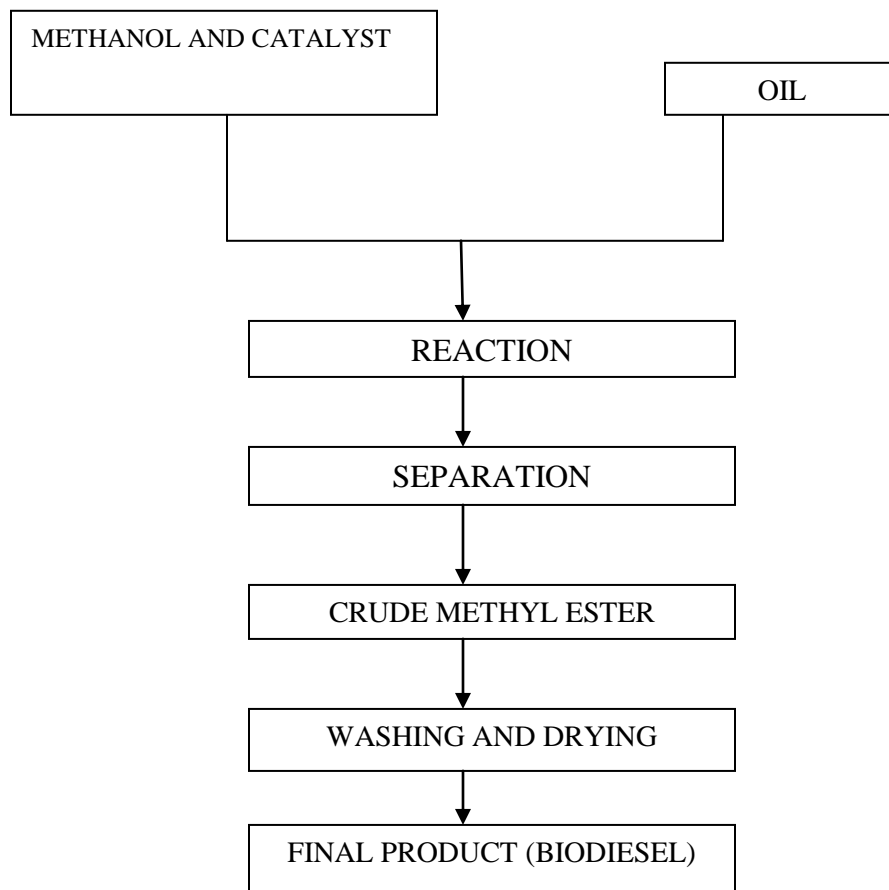 METHANOL AND CATALYST
OIL
REACTION
SEPARATION
CRUDE METHYL ESTER
WASHING AND DRYING
FINAL PRODUCT (BIODIESEL)